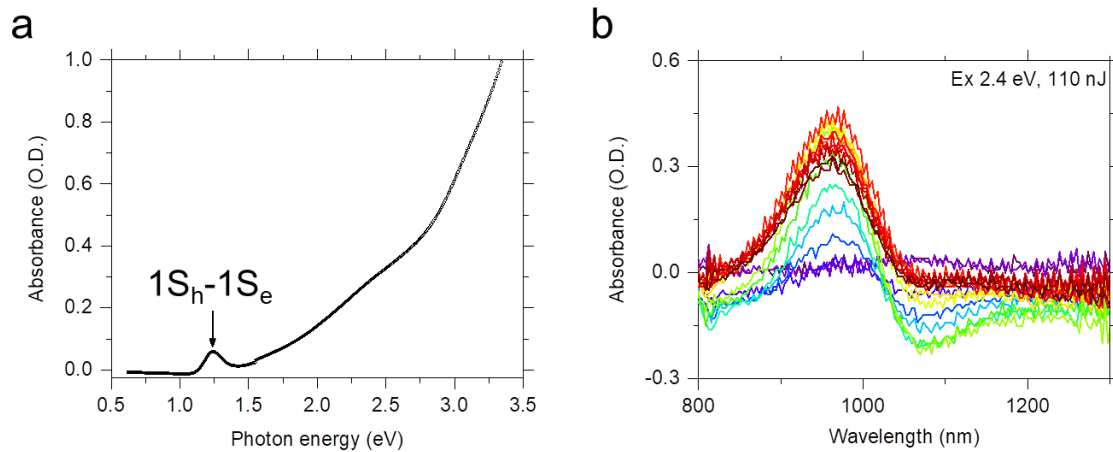 a
1.0
0.8
0.6
0.4
0.2
0.0
Absorbance (O.D.)
1Sh-1Se
0.5 1.0 1.5 2.0 2.5 3.0 3.5
Photon energy (eV)
b
Ex 2.4 eV, 110 nJ
0.6
0.3
0.0
-0.3
Absorbance (O.D.)
800 1000 1200
Wavelength (nm)